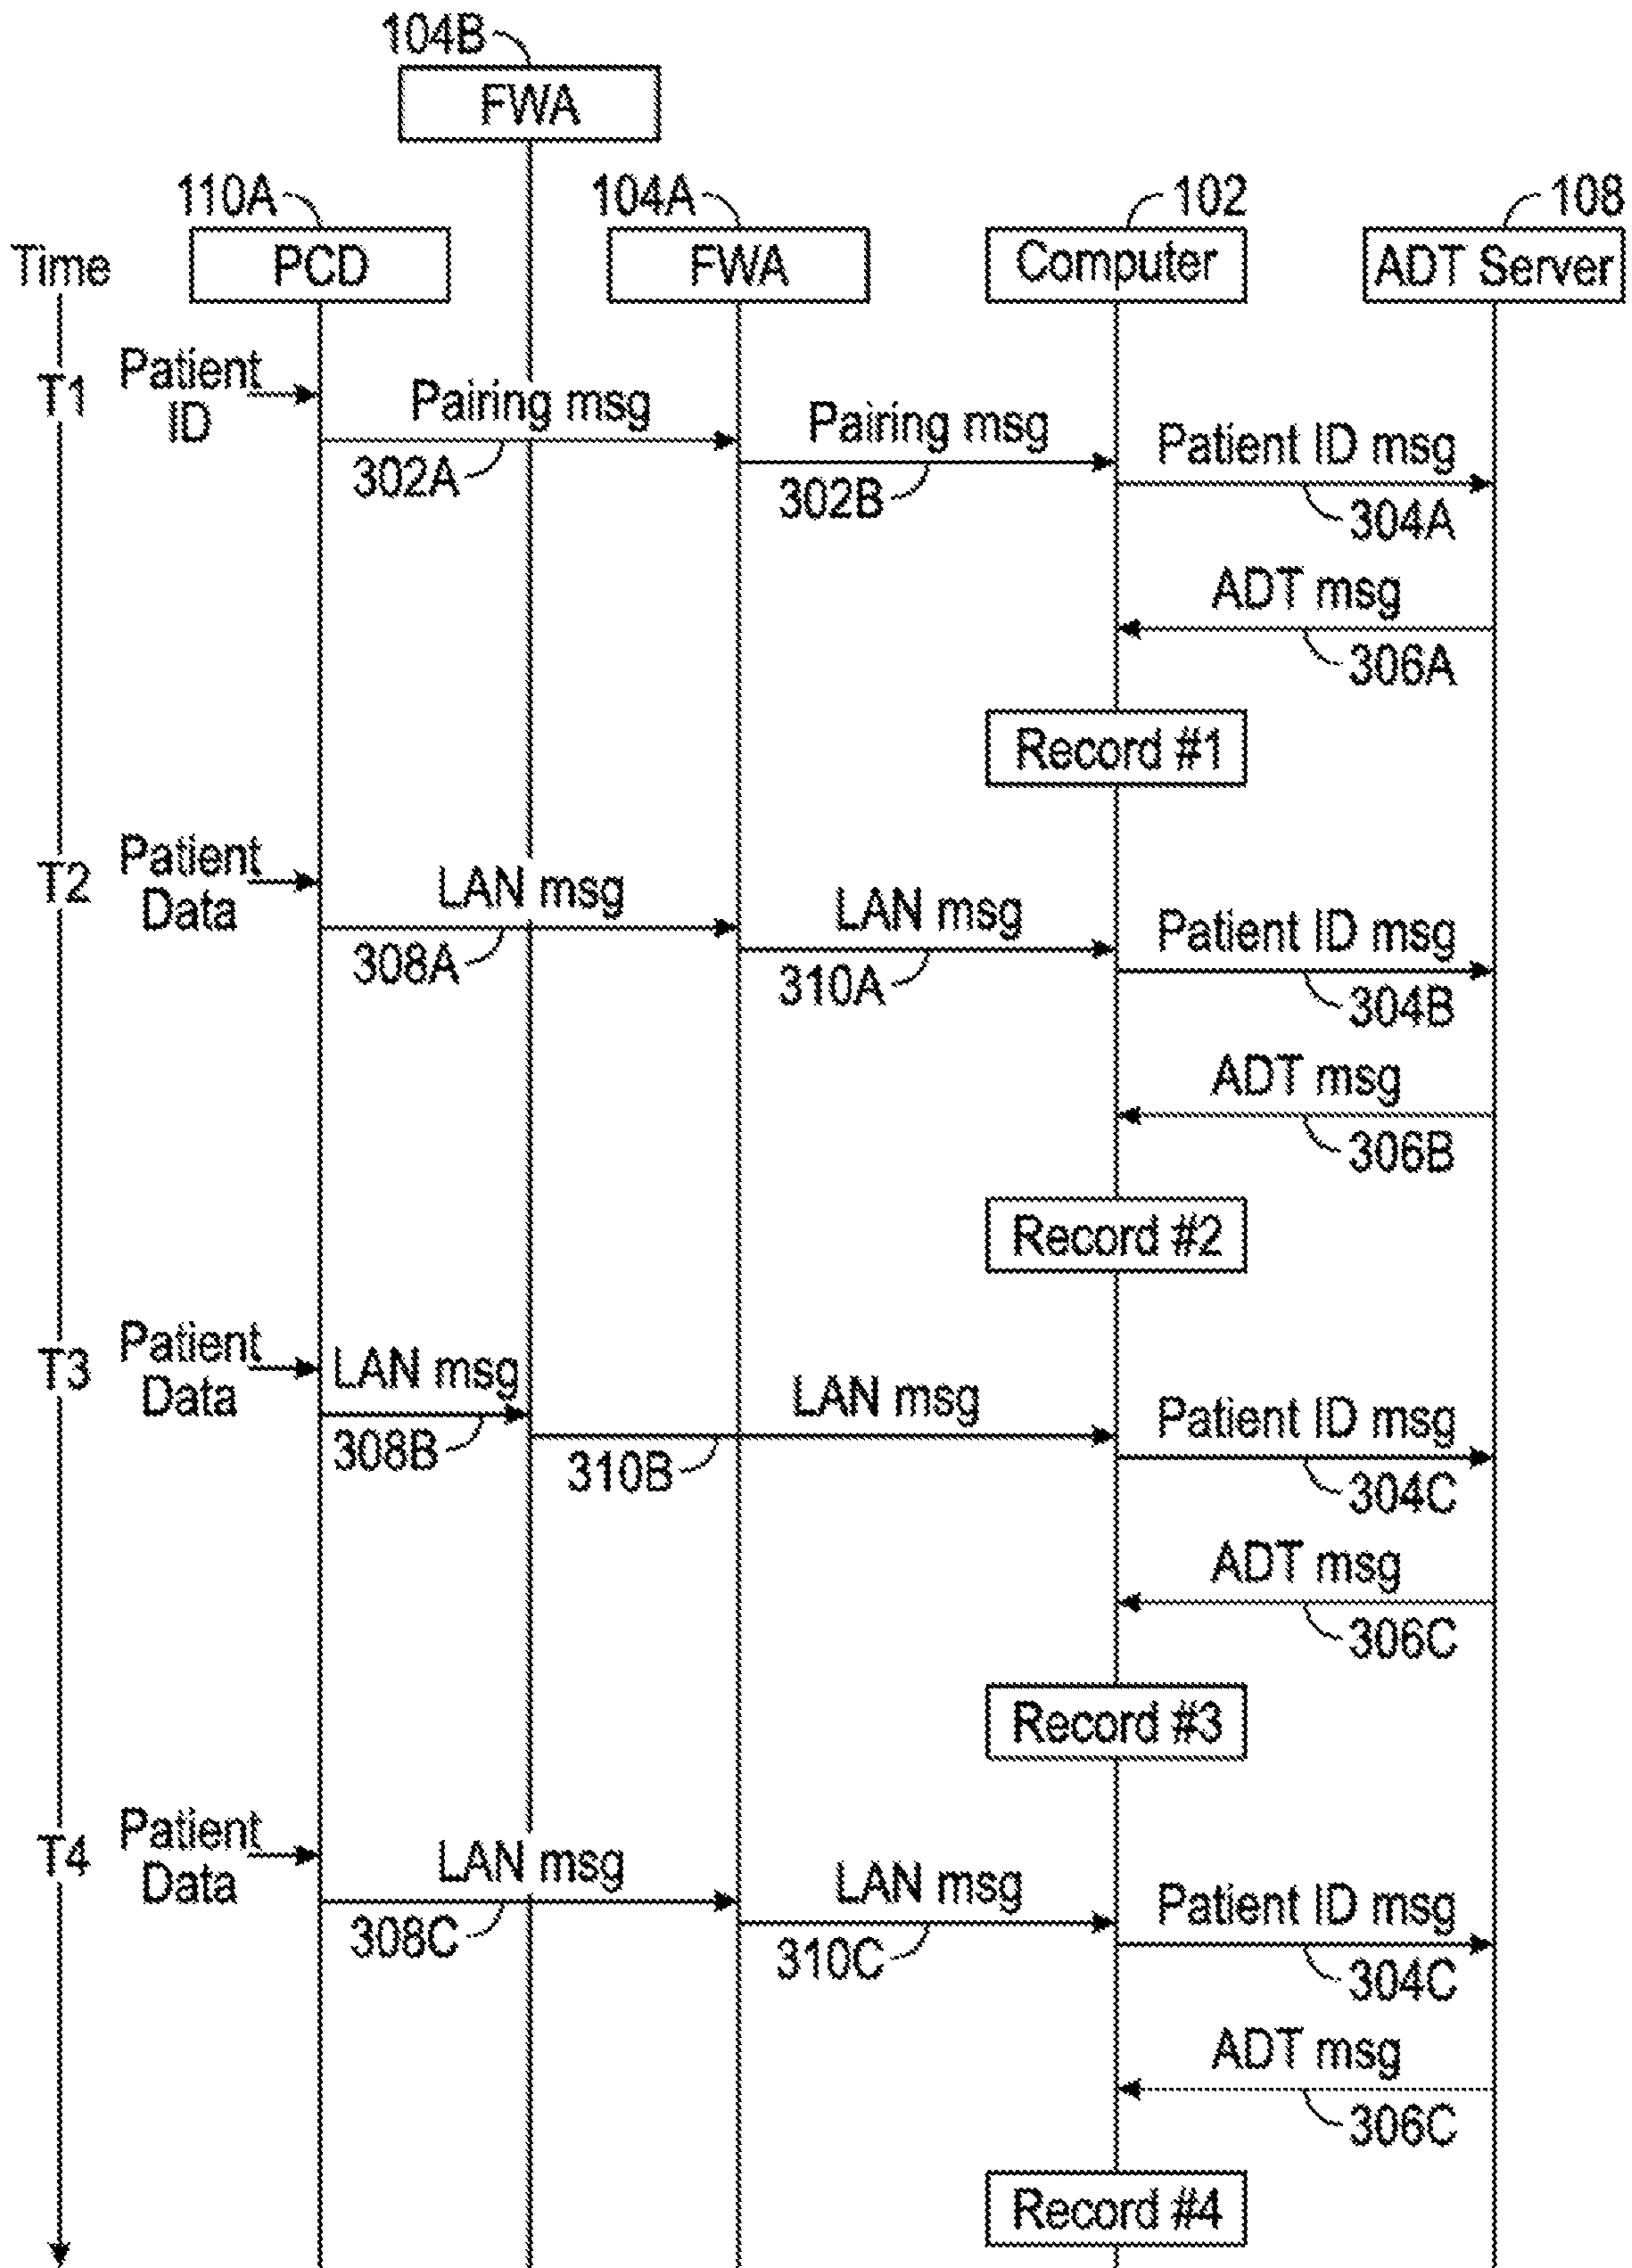 104B
FWA
110A
104A
102
108
Time
PCD
FWA
Computer
ADT Server
T1
Patient
ID
Pairing msg
302A
Pairing msg
302B
Patient ID msg
304A
ADT msg
306A
Record #1
T2
Patient
Data
LAN msg
308A
LAN msg
310A
Patient ID msg
304B
ADT msg
306B
Record #2
T3
Patient
Data
LAN msg
308B
LAN msg
310B
Patient ID msg
304C
ADT msg
306C
Record #3
T4
Patient
Data
LAN msg
308C
LAN msg
310C
Patient ID msg
304C
ADT msg
306C
Record #4